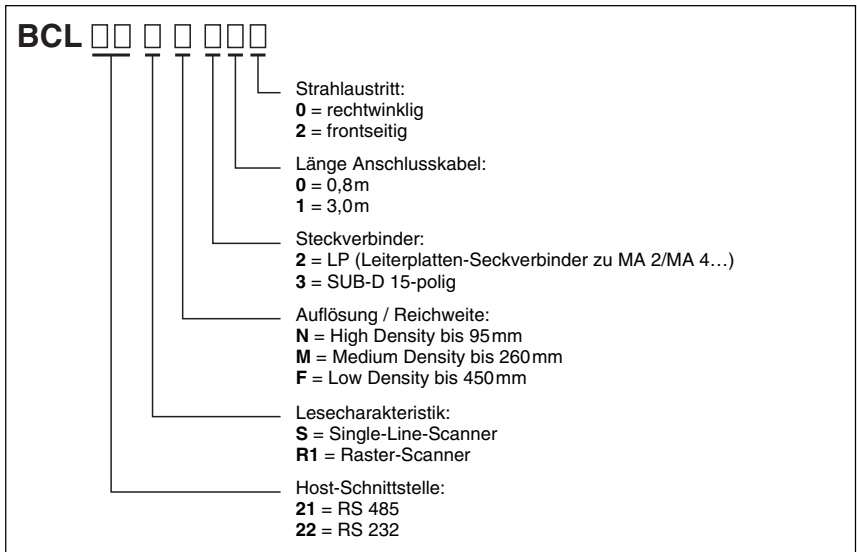 BCL □□ □ □ □□□
Strahlaustritt:
0 = rechtwinklig
2 = frontseitig
Länge Anschlusskabel:
0 = 0,8m
1 = 3,0m
Steckverbinder:
2 = LP (Leiterplatten-Seckverbinder zu MA 2/MA 4…)
3 = SUB-D 15-polig
Auflösung / Reichweite:
N = High Density bis 95mm
M = Medium Density bis 260mm
F = Low Density bis 450mm
Lesecharakteristik:
S = Single-Line-Scanner
R1 = Raster-Scanner
Host-Schnittstelle:
21 = RS 485
22 = RS 232